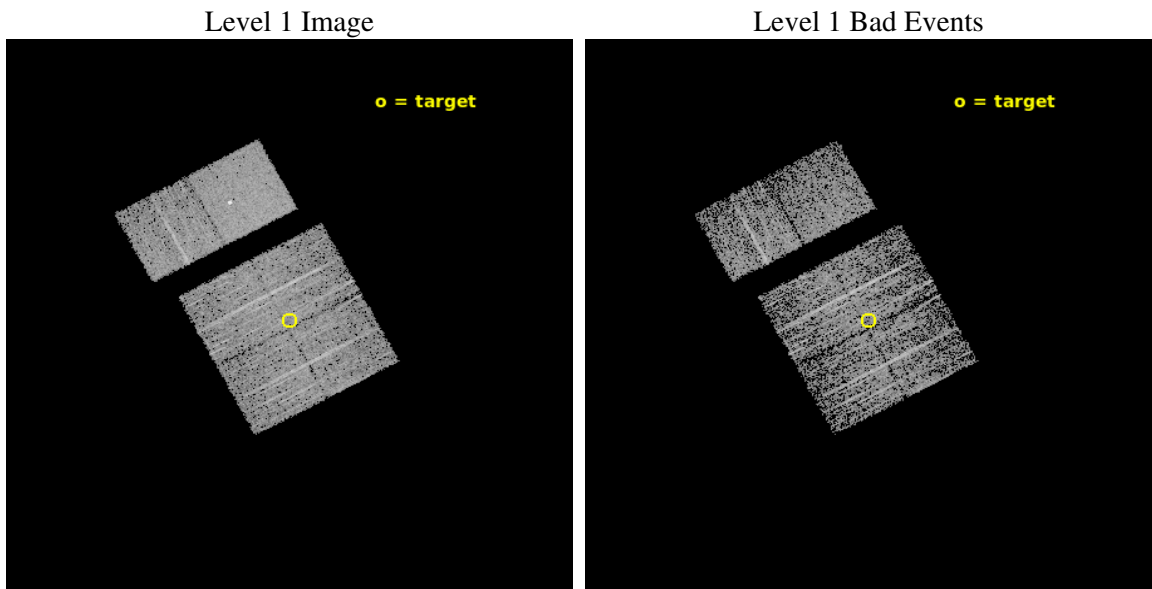 Level 1 Image
Level 1 Bad Events
o = target
o = target